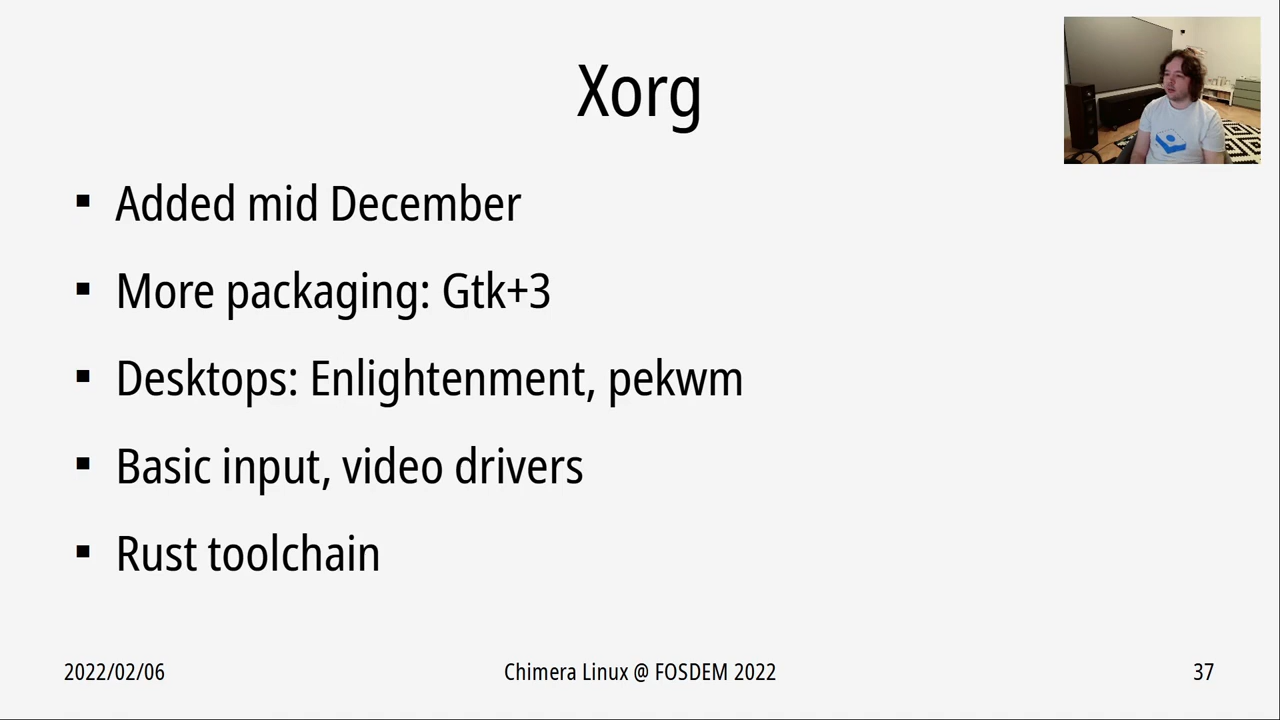 Xorg
Added mid December
More packaging: Gtk+3
Desktops: Enlightenment, pekwm
Basic input, video drivers
Rust toolchain
2022/02/06
Chimera Linux @ FOSDEM 2022
37